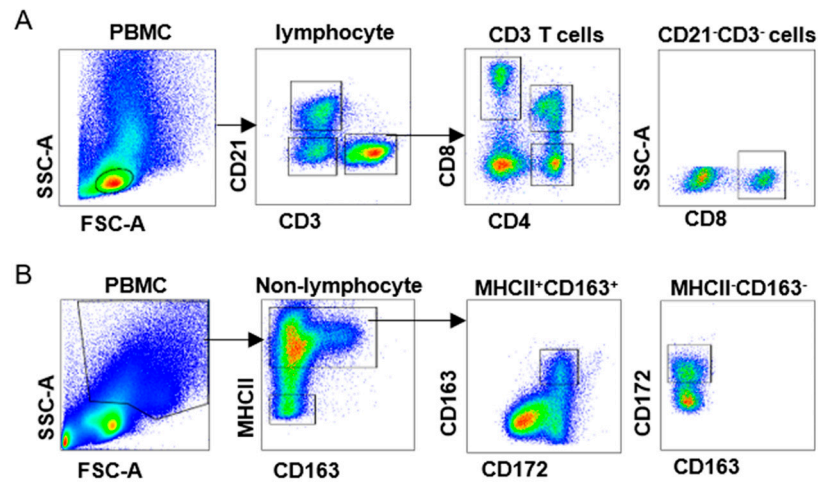 A
PBMC
lymphocyte
CD3 T cells
CD21⁻CD3⁻ cells
SSC-A
CD21
CD8
SSC-A
FSC-A
CD3
CD4
CD8
B
PBMC
Non-lymphocyte
MHCII⁺CD163⁺
MHCII⁻CD163⁻
SSC-A
MHCII
CD163
CD172
FSC-A
CD163
CD172
CD163